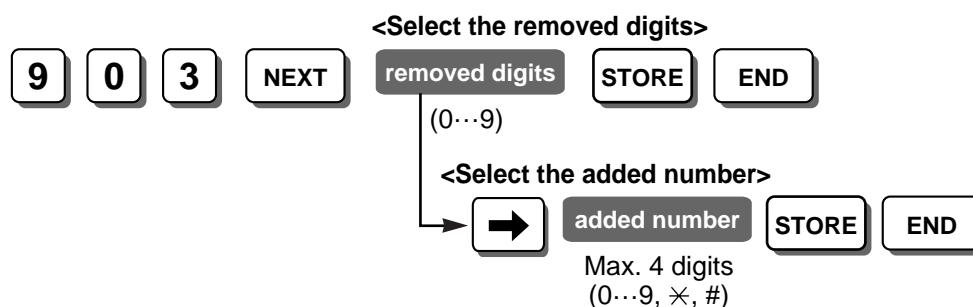 <Select the removed digits>
9 0 3 NEXT removed digits STORE END
(0···9)
<Select the added number>
➡ added number STORE END
Max. 4 digits
(0···9, ✳, #)